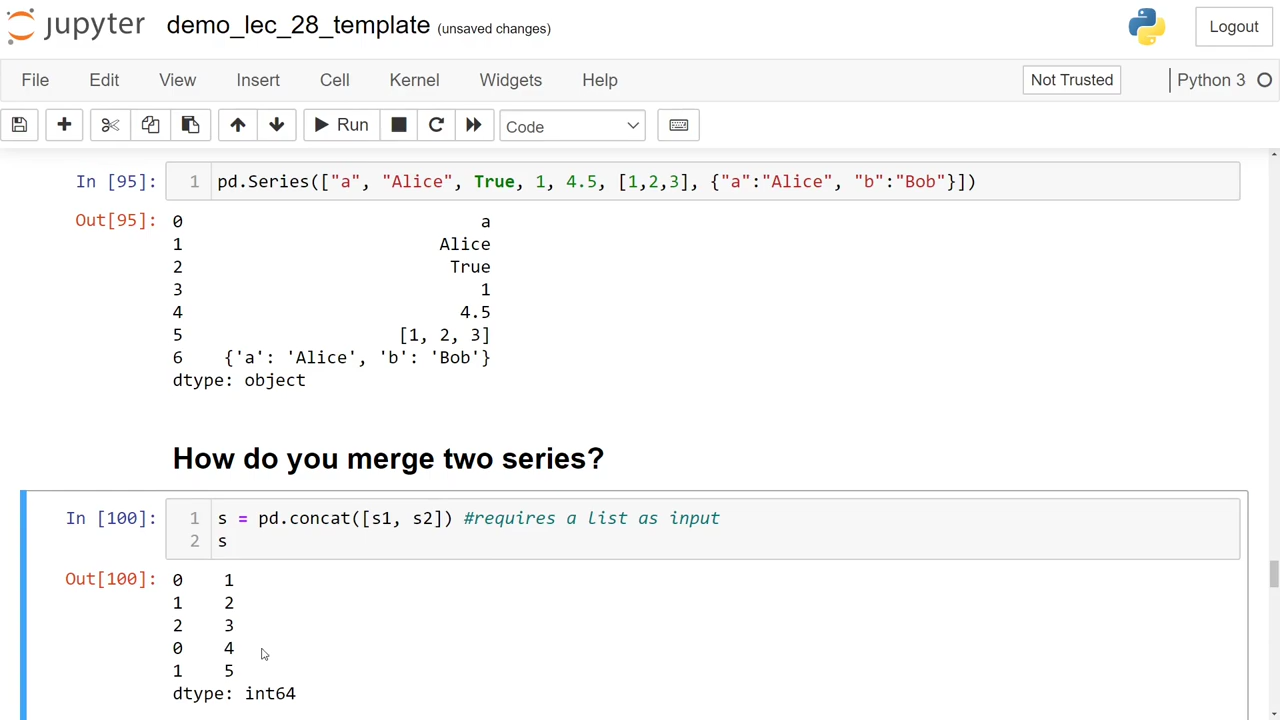 jupyter demo_lec_28_template (unsaved changes) Logout
File Edit View Insert Cell Kernel Widgets Help Not Trusted Python 3
Run Code
In [95]: 1 pd.Series(["a", "Alice", True, 1, 4.5, [1,2,3], {"a":"Alice", "b":"Bob"}])
Out[95]: 0 a
1 Alice
2 True
3 1
4 4.5
5 [1, 2, 3]
6 {'a': 'Alice', 'b': 'Bob'}
dtype: object
How do you merge two series?
In [100]: 1 s = pd.concat([s1, s2]) #requires a list as input
2 s
Out[100]: 0 1
1 2
2 3
0 4
1 5
dtype: int64